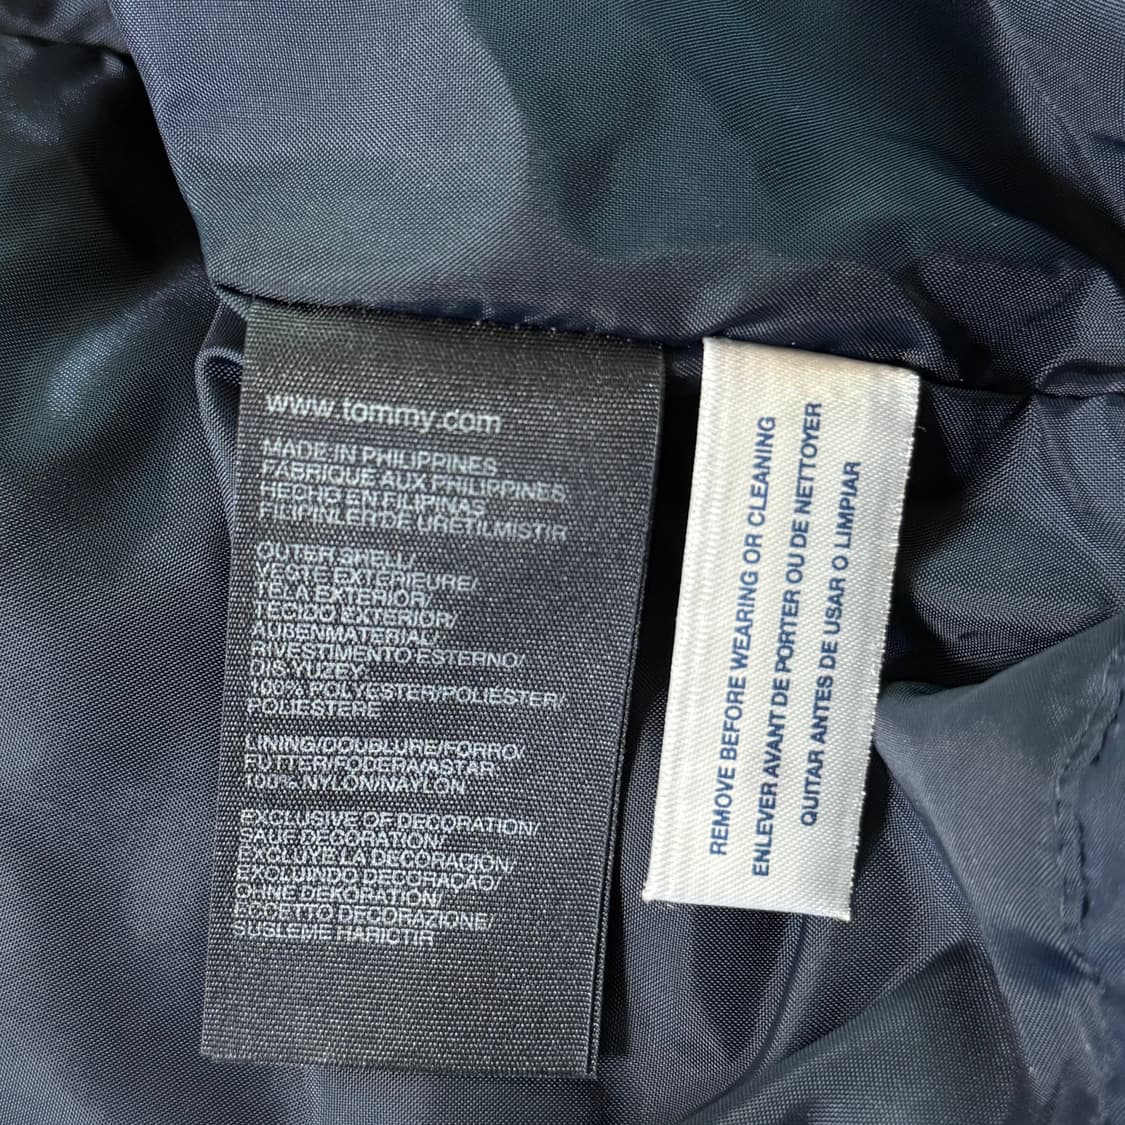 www.tommy.com
MADE IN PHILIPPINES
FABRIQUE AUX PHILIPPINES
HECHO EN FILIPINAS
FILIPINLER'DE URETILMISTIR
OUTER SHELL/
VECTE EXTERIEURE/
TELA EXTERIOR/
TECIDO EXTERIOR/
AUBENMATERIAL/
RIVESTIMENTO ESTERNO/
DIS YUZEY
100% POLYESTER/POLIESTER/
POLIESTERE
LINING/DOUBLURE/FORRO/
FUTTER/FODERA/ASTAR
100% NYLON/NAYLON
EXCLUSIVE OF DECORATION/
SAUF DECORATION/
EXCLUYE LA DECORACION/
EXCLUINDO DECORAÇAO/
OHNE DEKORATION/
ECCETTO DECORAZIONE/
SUSLEME HARICTIR
REMOVE BEFORE WEARING OR CLEANING
ENLEVER AVANT DE PORTER OU DE NETTOYER
QUITAR ANTES DE USAR O LIMPIAR